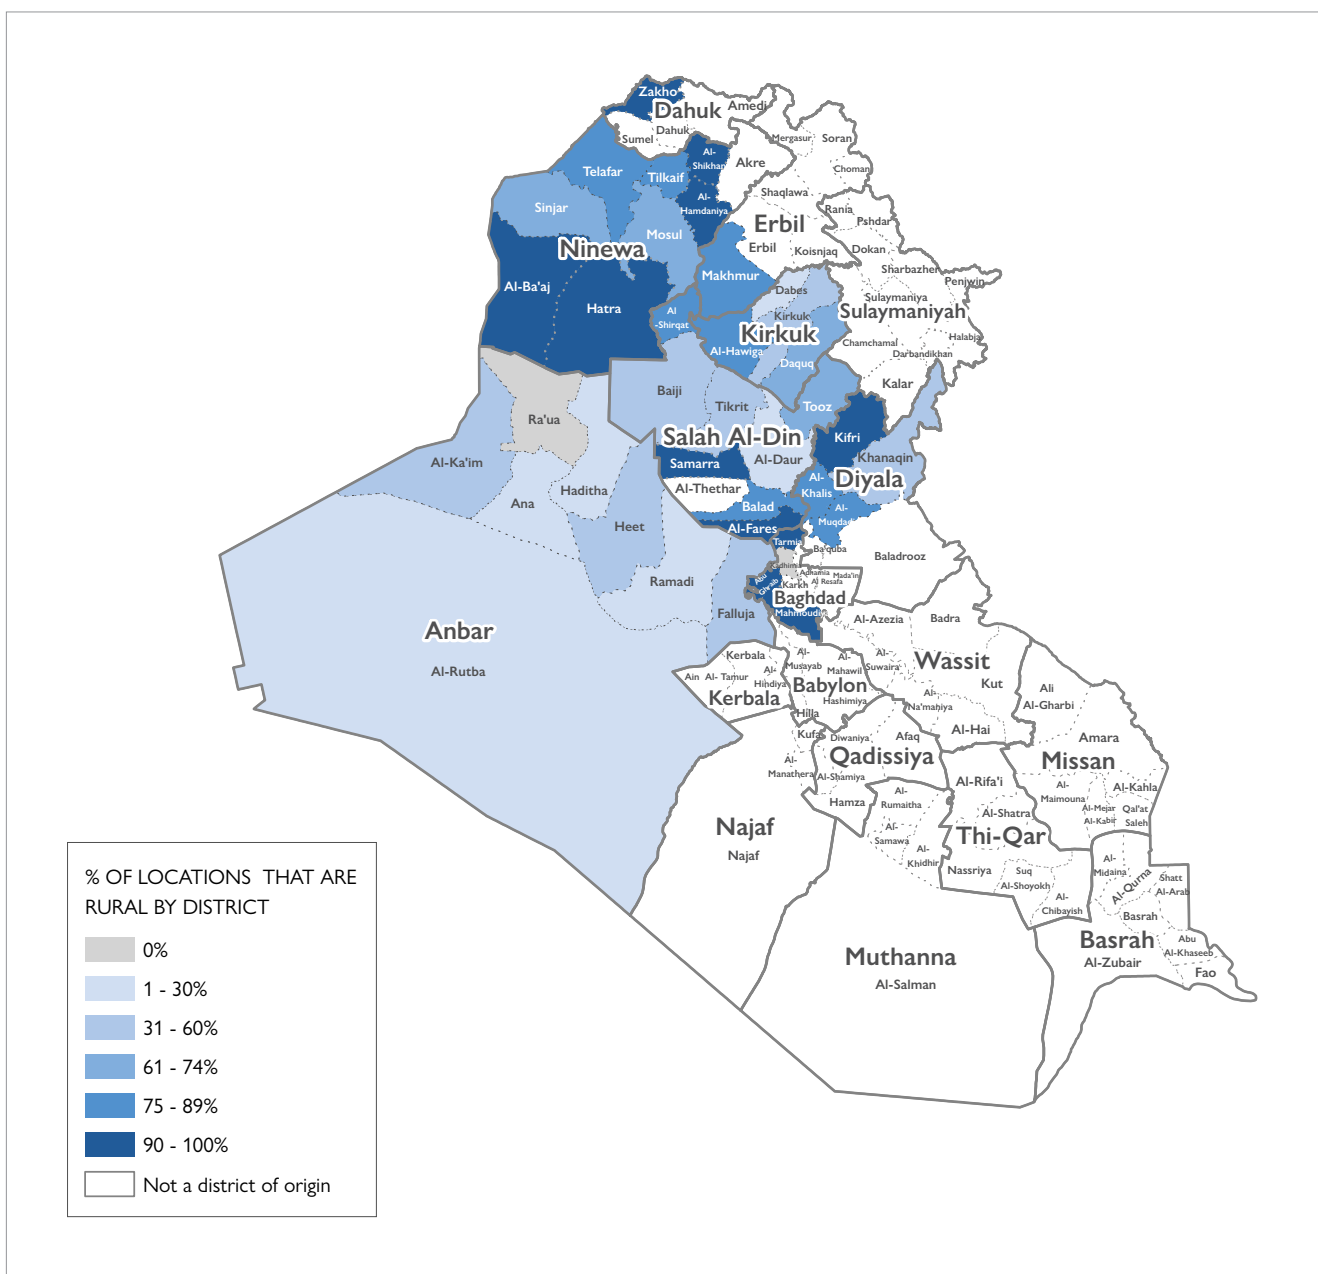 Zakho
Dahuk
Amedi
Sumel
Dahuk
Mergasur
Soran
Al-
Shikhan
Akre
Choman
Telafar
Tilkaif
Shaqlawa
Al-
Hamdaniya
Rania
Pshdar
Sinjar
Erbil
Mosul
Ninewa
Erbil
Koisnjaq
Dokan
Sharbazher
Makhmur
Penjwin
Al-Ba'aj
Dabes
Sulaymaniya
Hatra
Al
-Shirqat
Kirkuk
Sulaymaniyah
Kirkuk
Halabja
Al-Hawiga
Chamchamal
Darbandikhan
Daquq
Kalar
Baiji
Tikrit
Tooz
Ra'ua
Salah Al-Din
Kifri
Khanaqin
Al-Ka'im
Samarra
Al-Daur
Diyala
Al-
Khalis
Haditha
Al-Thethar
Ana
Balad
Al-
Muqdad
Heet
Al-Fares
Tarmia
Ba'quba
Baladrooz
Kadhimi
Adhamia
Mada'in
Abu
Ghraib
Karkh
Al Resafa
Ramadi
Baghdad
Falluja
Mahmoudiy
Al-Azezia
Badra
Anbar
Al-Rutba
Kerbala
Al-
Musayab
Al-
Mahawil
Al-
Suwaira
Wassit
Ain Al- Tamur
Al-
Hindiya
Babylon
Kut
Ali
Al-Gharbi
Kerbala
Hashimiya
Al-
Na'maniya
Hilla
Kufa
Diwaniya
Afaq
Al-Hai
Amara
Qadissiya
Missan
Al-
Manathera
Al-Shamiya
Al-Rifa'i
Al-
Maimouna
Al-Kahla
Hamza
Al-
Rumaitha
Al-Shatra
Al-Mejar
Al-Kabir
Qal'at
Saleh
Najaf
Al-
Samawa
Thi-Qar
Najaf
Al-
Khidhir
Nassriya
Suq
Al-Shoyokh
Al-
Midaina
Al-Qurna
Shatt
Al-Arab
Al-
Chibayish
Basrah
Basrah
Abu
Al-Khaseeb
Muthanna
Al-Zubair
Fao
Al-Salman
% OF LOCATIONS THAT ARE
RURAL BY DISTRICT
0%
1 - 30%
31 - 60%
61 - 74%
75 - 89%
90 - 100%
Not a district of origin